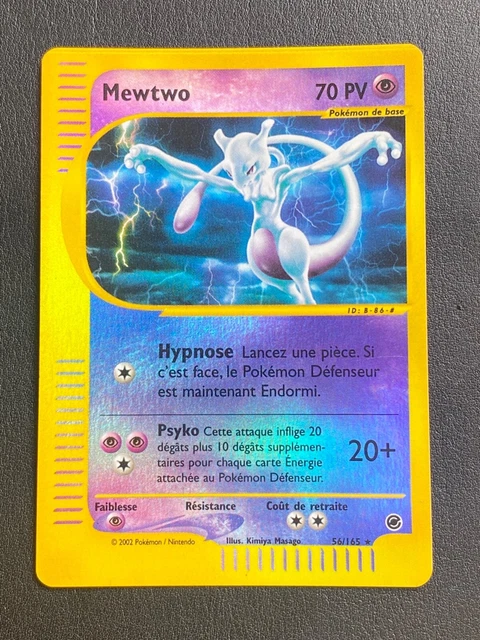 Mewtwo 70 PV
Pokémon de base
ID: B-86-#
Hypnose Lancez une pièce. Si
c'est face, le Pokémon Défenseur
est maintenant Endormi.
Psyko Cette attaque inflige 20
dégâts plus 10 dégâts supplémen-
taires pour chaque carte Énergie
attachée au Pokémon Défenseur.
20+
Faiblesse Résistance Coût de retraite
Illus. Kimiya Masago 56/165 ★
© 2002 Pokémon / Nintendo